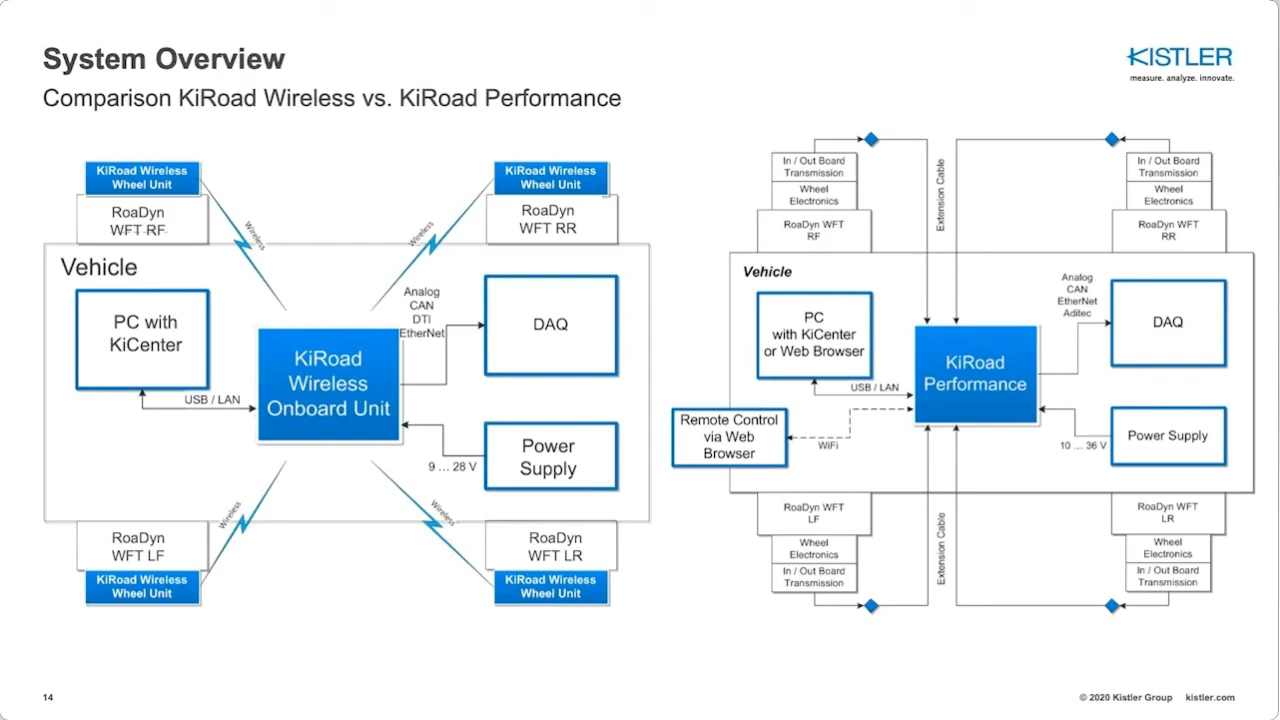 System Overview
Comparison KiRoad Wireless vs. KiRoad Performance
KISTLER
measure. analyze. innovate.
KiRoad Wireless
Wheel Unit
RoaDyn
WFT RF
Wireless
KiRoad Wireless
Wheel Unit
RoaDyn
WFT RR
Wireless
Vehicle
PC with
KiCenter
USB / LAN
KiRoad
Wireless
Onboard Unit
Analog
CAN
DTI
EtherNet
DAQ
Power
Supply
9 ... 28 V
Wireless
RoaDyn
WFT LF
KiRoad Wireless
Wheel Unit
Wireless
RoaDyn
WFT LR
KiRoad Wireless
Wheel Unit
In / Out Board
Transmission
Wheel
Electronics
RoaDyn WFT
RF
Extension Cable
In / Out Board
Transmission
Wheel
Electronics
RoaDyn WFT
RR
Vehicle
PC
with KiCenter
or Web Browser
USB / LAN
Remote Control
via Web
Browser
WiFi
KiRoad
Performance
Analog
CAN
EtherNet
Aditec
DAQ
Power Supply
10 ... 36 V
RoaDyn WFT
LF
Wheel
Electronics
In / Out Board
Transmission
Extension Cable
RoaDyn WFT
LR
Wheel
Electronics
In / Out Board
Transmission
14
© 2020 Kistler Group kistler.com